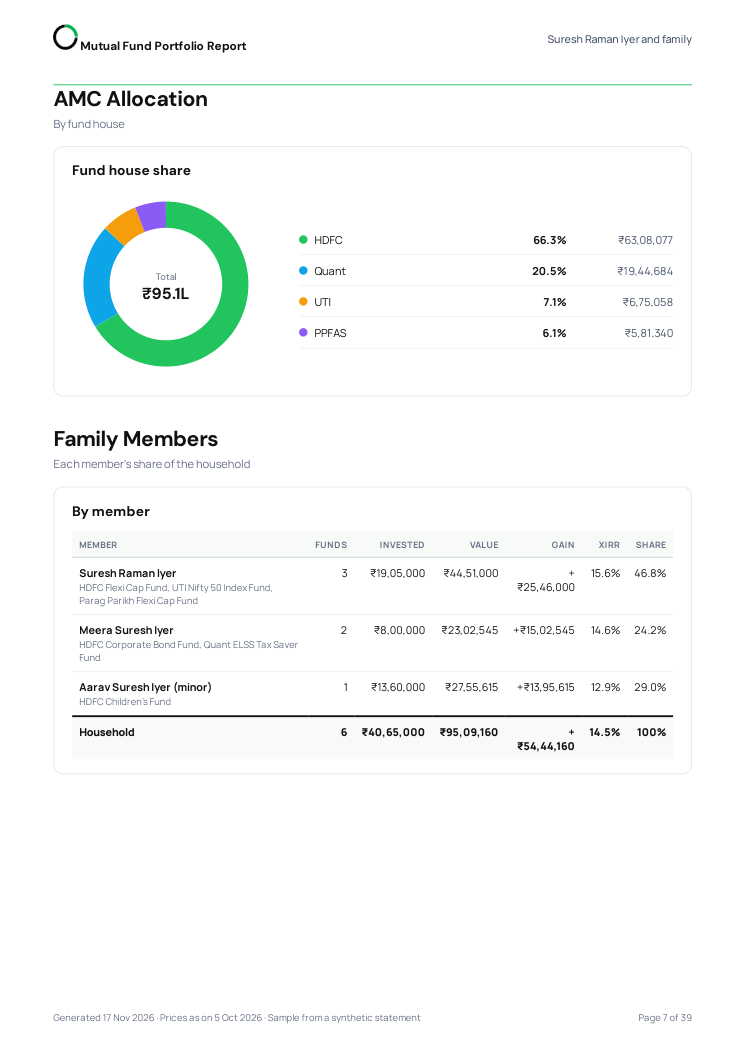 Mutual Fund Portfolio Report
Suresh Raman Iyer and family
AMC Allocation
By fund house
Fund house share
Total
₹95.1L
HDFC 66.3% ₹63,08,077
Quant 20.5% ₹19,44,684
UTI 7.1% ₹6,75,058
PPFAS 6.1% ₹5,81,340
Family Members
Each member's share of the household
By member
MEMBER FUNDS INVESTED VALUE GAIN XIRR SHARE
Suresh Raman Iyer 3 ₹19,05,000 ₹44,51,000 + 15.6% 46.8%
HDFC Flexi Cap Fund, UTI Nifty 50 Index Fund, ₹25,46,000
Parag Parikh Flexi Cap Fund
Meera Suresh Iyer 2 ₹8,00,000 ₹23,02,545 +₹15,02,545 14.6% 24.2%
HDFC Corporate Bond Fund, Quant ELSS Tax Saver
Fund
Aarav Suresh Iyer (minor) 1 ₹13,60,000 ₹27,55,615 +₹13,95,615 12.9% 29.0%
HDFC Children's Fund
Household 6 ₹40,65,000 ₹95,09,160 + 14.5% 100%
₹54,44,160
Generated 17 Nov 2026 · Prices as on 5 Oct 2026 · Sample from a synthetic statement
Page 7 of 39